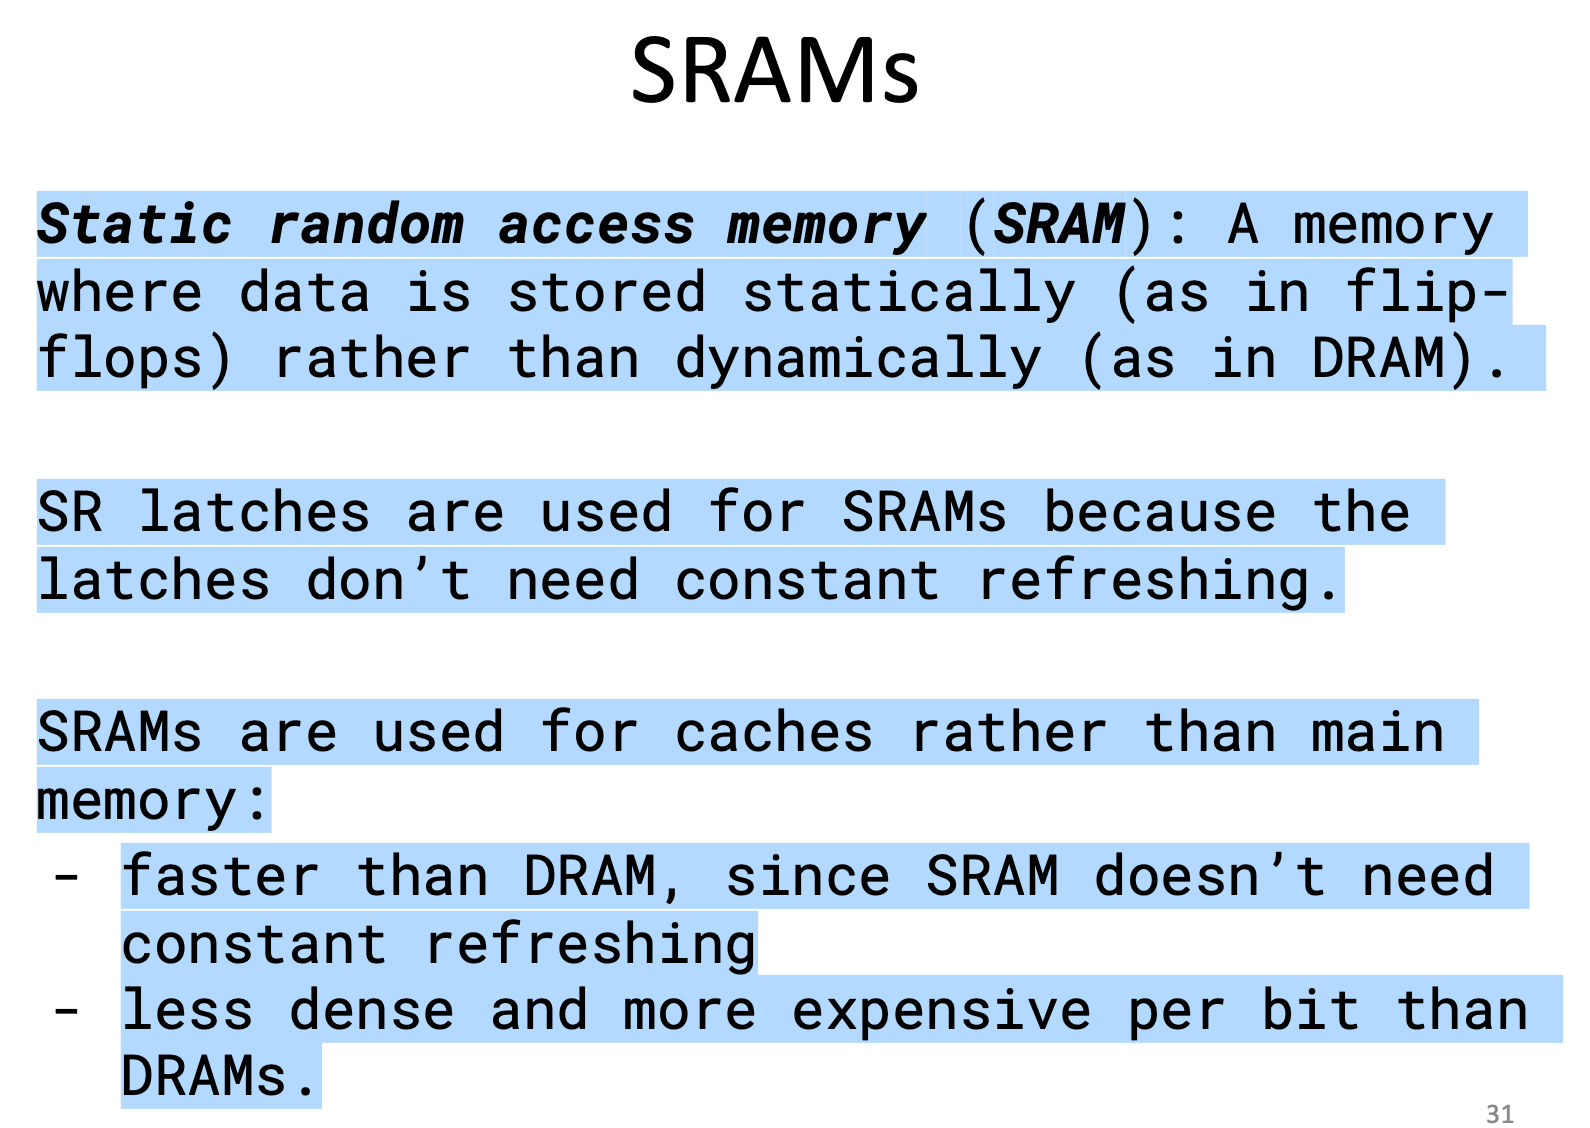 SRAMs
Static random access memory (SRAM): A memory
where data is stored statically (as in flip-
flops) rather than dynamically (as in DRAM).
SR latches are used for SRAMs because the
latches don’t need constant refreshing.
SRAMs are used for caches rather than main
memory:
- faster than DRAM, since SRAM doesn’t need
constant refreshing
- less dense and more expensive per bit than
DRAMs.
31